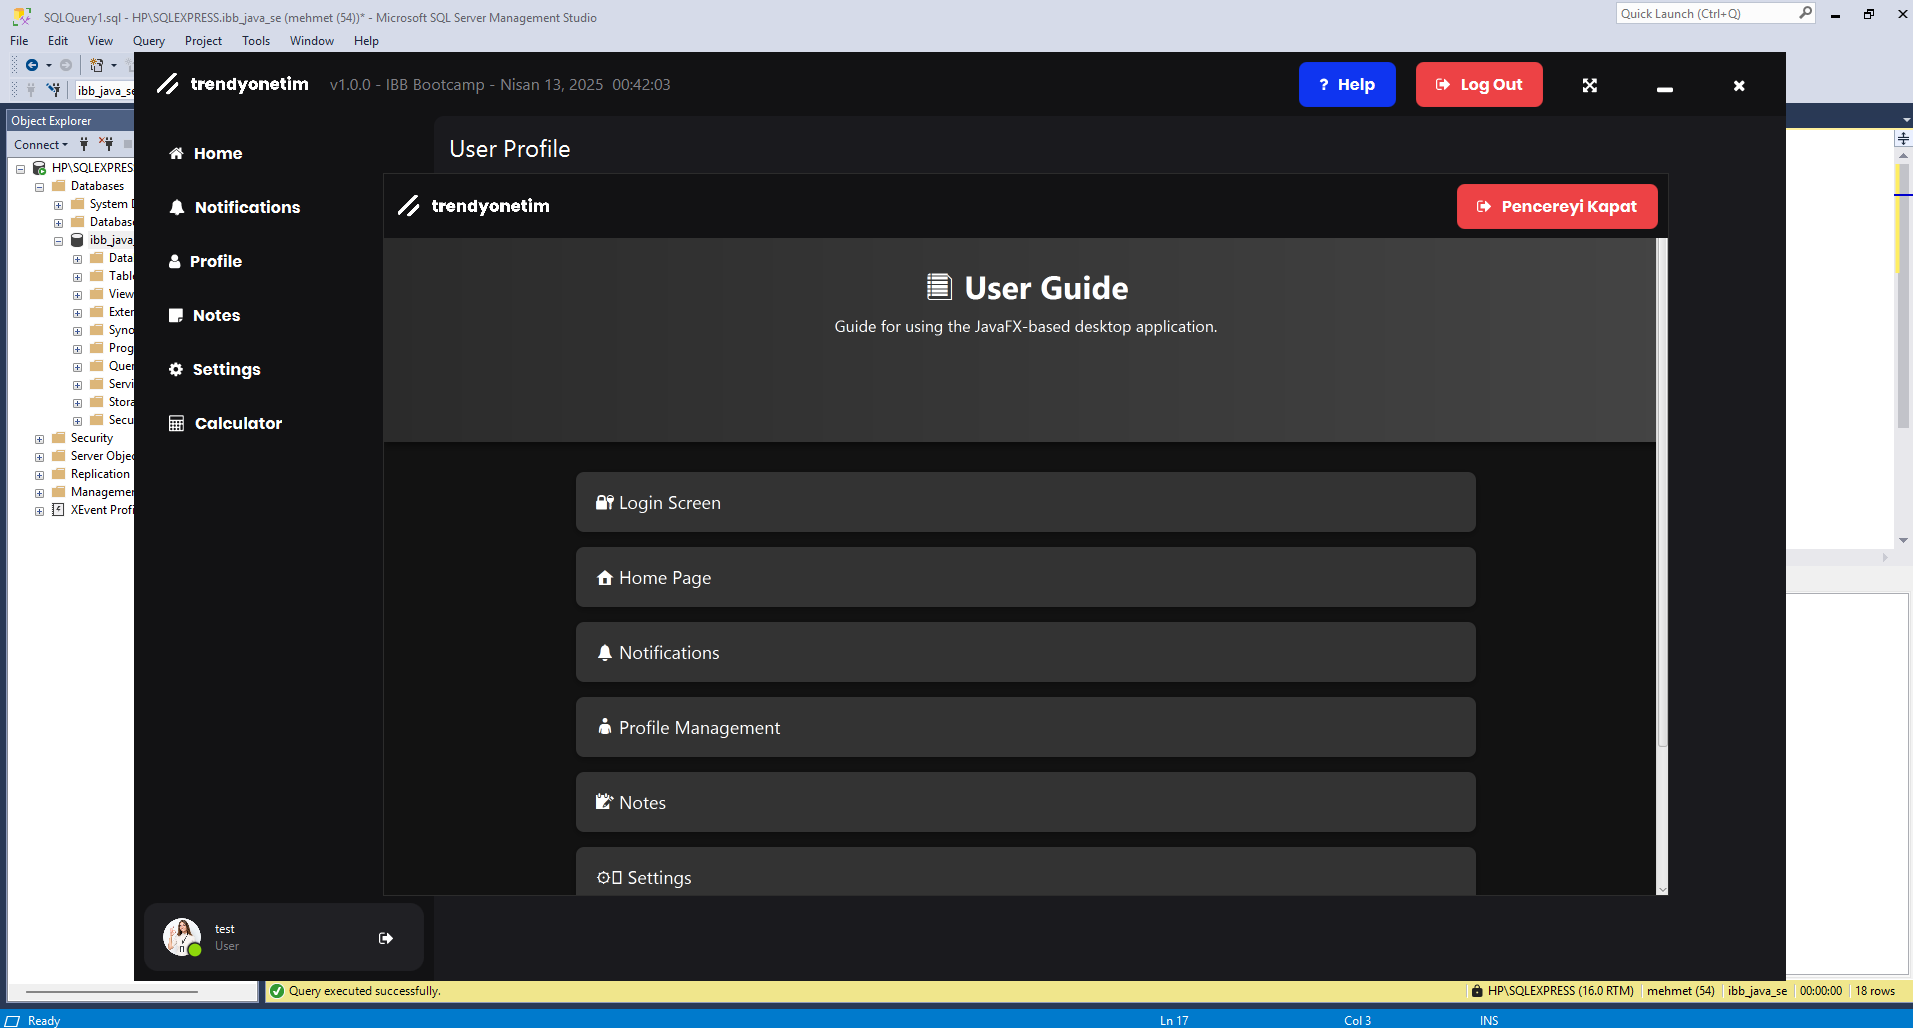 SQLQuery1.sql - HP\SQLEXPRESS.ibb_java_se (mehmet (54))* - Microsoft SQL Server Management Studio
Quick Launch (Ctrl+Q)
File Edit View Query Project Tools Window Help
ibb_java_se
trendyonetim
v1.0.0 - IBB Bootcamp - Nisan 13, 2025 00:42:03
? Help
Log Out
Object Explorer
Connect
HP\SQLEXPRES
Databases
System D
Database
ibb_java_
Data
Tabl
View
Exter
Syno
Prog
Quer
Servi
Stora
Secu
Security
Server Objec
Replication
Managemen
XEvent Profi
Home
Notifications
Profile
Notes
Settings
Calculator
User Profile
trendyonetim
Pencereyi Kapat
User Guide
Guide for using the JavaFX-based desktop application.
Login Screen
Home Page
Notifications
Profile Management
Notes
Settings
test
User
Query executed successfully.
HP\SQLEXPRESS (16.0 RTM) mehmet (54) ibb_java_se 00:00:00 18 rows
Ready
Ln 17
Col 3
INS